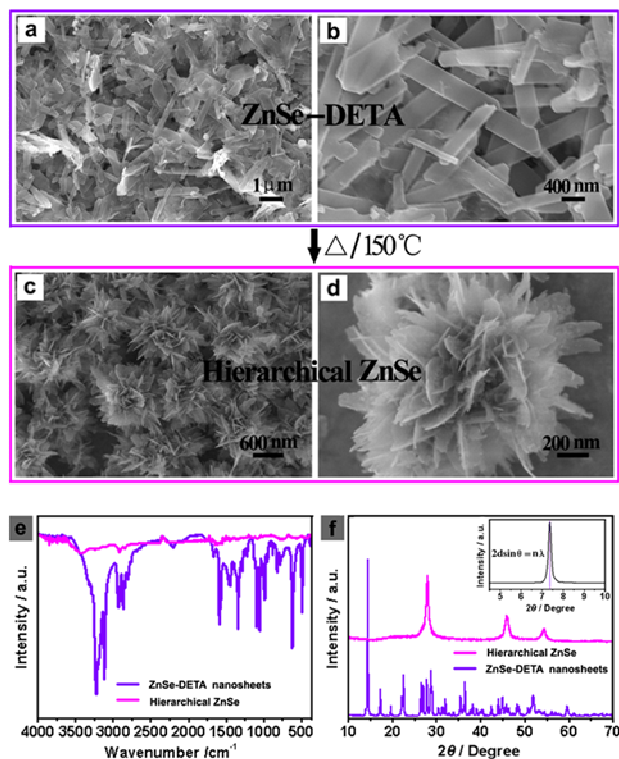 a
b
ZnSe–DETA
1 μm
400 nm
△/150℃
c
d
Hierarchical ZnSe
600 nm
200 nm
e
Intensity / a.u.
ZnSe-DETA nanosheets
Hierarchical ZnSe
4000 3000 2000 1500 1000 500
Wavenumber /cm-1
f
Intensity / a.u.
Intensity / a.u.
2dsinθ = nλ
5 6 7 8 9 10
2θ / Degree
Hierarchical ZnSe
ZnSe-DETA nanosheets
10 20 30 40 50 60 70
2θ / Degree